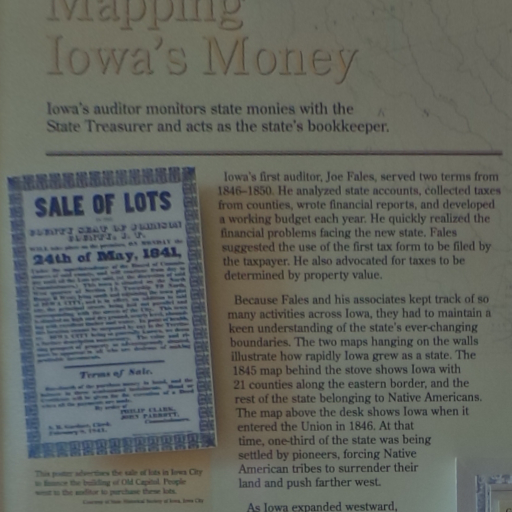 Mapping
Iowa's Money
Iowa's auditor monitors state monies with the
State Treasurer and acts as the state's bookkeeper.
SALE OF LOTS
COUNTY SEAT OF JOHNSON
COUNTY, I. T.
24th of May, 1841,
Terms of Sale.
PHILIP CLARK,
JOHN PARROTT,
Commissioners.
This poster advertises the sale of lots in Iowa City
to finance the building of Old Capitol. People
went to the auditor to purchase these lots.
Courtesy of State Historical Society of Iowa, Iowa City
Iowa's first auditor, Joe Fales, served two terms from
1846–1850. He analyzed state accounts, collected taxes
from counties, wrote financial reports, and developed
a working budget each year. He quickly realized the
financial problems facing the new state. Fales
suggested the use of the first tax form to be filed by
the taxpayer. He also advocated for taxes to be
determined by property value.
Because Fales and his associates kept track of so
many activities across Iowa, they had to maintain a
keen understanding of the state's ever-changing
boundaries. The two maps hanging on the walls
illustrate how rapidly Iowa grew as a state. The
1845 map behind the stove shows Iowa with
21 counties along the eastern border, and the
rest of the state belonging to Native Americans.
The map above the desk shows Iowa when it
entered the Union in 1846. At that
time, one-third of the state was being
settled by pioneers, forcing Native
American tribes to surrender their
land and push farther west.
As Iowa expanded westward,